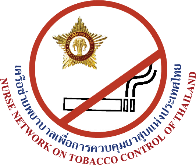 เครือข่ายพยาบาลเพื่อการควบคุมยาสูบแห่งประเทศไทย
NURSE NETWORK ON TOBACCO CONTROL OF THAILAND